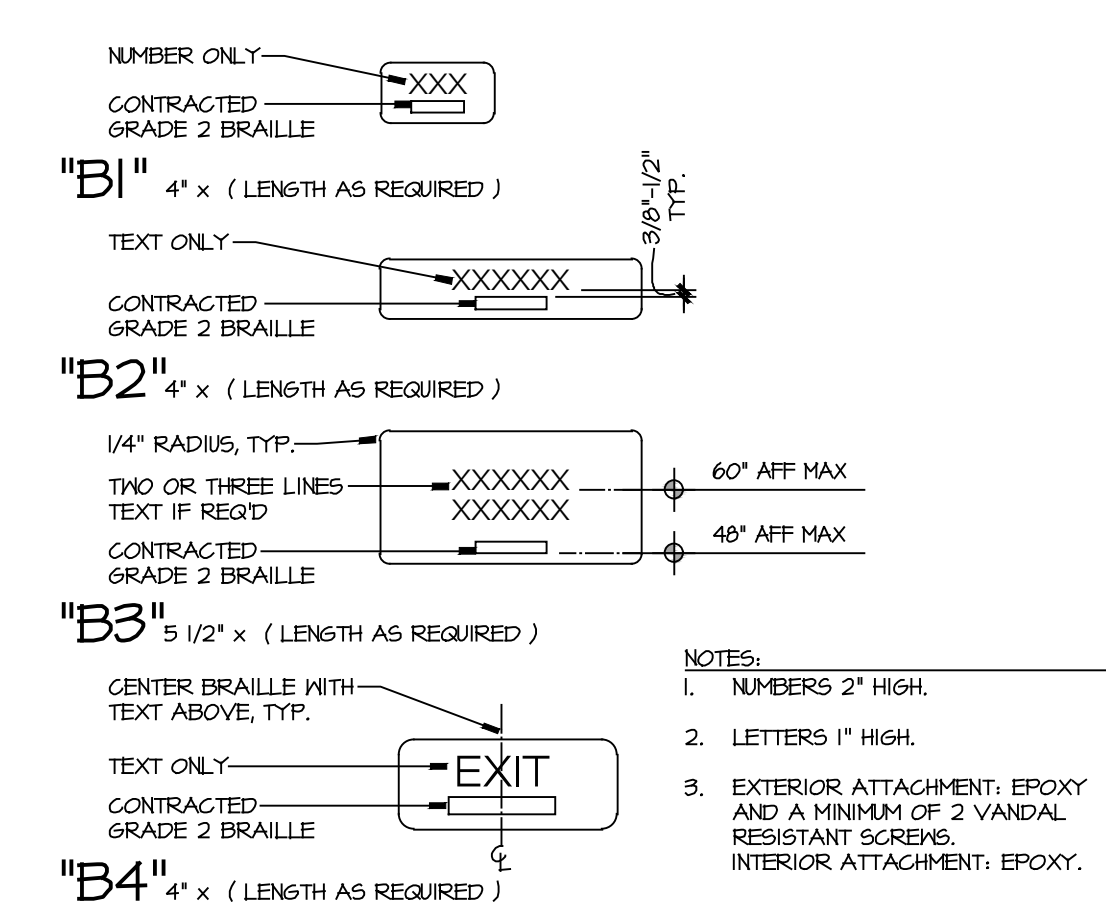 NUMBER ONLY
XXX
CONTRACTED
GRADE 2 BRAILLE
"B1" 4" x ( LENGTH AS REQUIRED )
3/8"-1/2"
TYP.
TEXT ONLY
XXXXXX
CONTRACTED
GRADE 2 BRAILLE
"B2" 4" x ( LENGTH AS REQUIRED )
1/4" RADIUS, TYP.
TWO OR THREE LINES
TEXT IF REQ'D
XXXXXX
XXXXXX
60" AFF MAX
48" AFF MAX
CONTRACTED
GRADE 2 BRAILLE
"B3" 5 1/2" x ( LENGTH AS REQUIRED )
CENTER BRAILLE WITH
TEXT ABOVE, TYP.
TEXT ONLY
EXIT
CONTRACTED
GRADE 2 BRAILLE
CL
"B4" 4" x ( LENGTH AS REQUIRED )
NOTES:
1. NUMBERS 2" HIGH.
2. LETTERS 1" HIGH.
3. EXTERIOR ATTACHMENT: EPOXY
AND A MINIMUM OF 2 VANDAL
RESISTANT SCREWS.
INTERIOR ATTACHMENT: EPOXY.